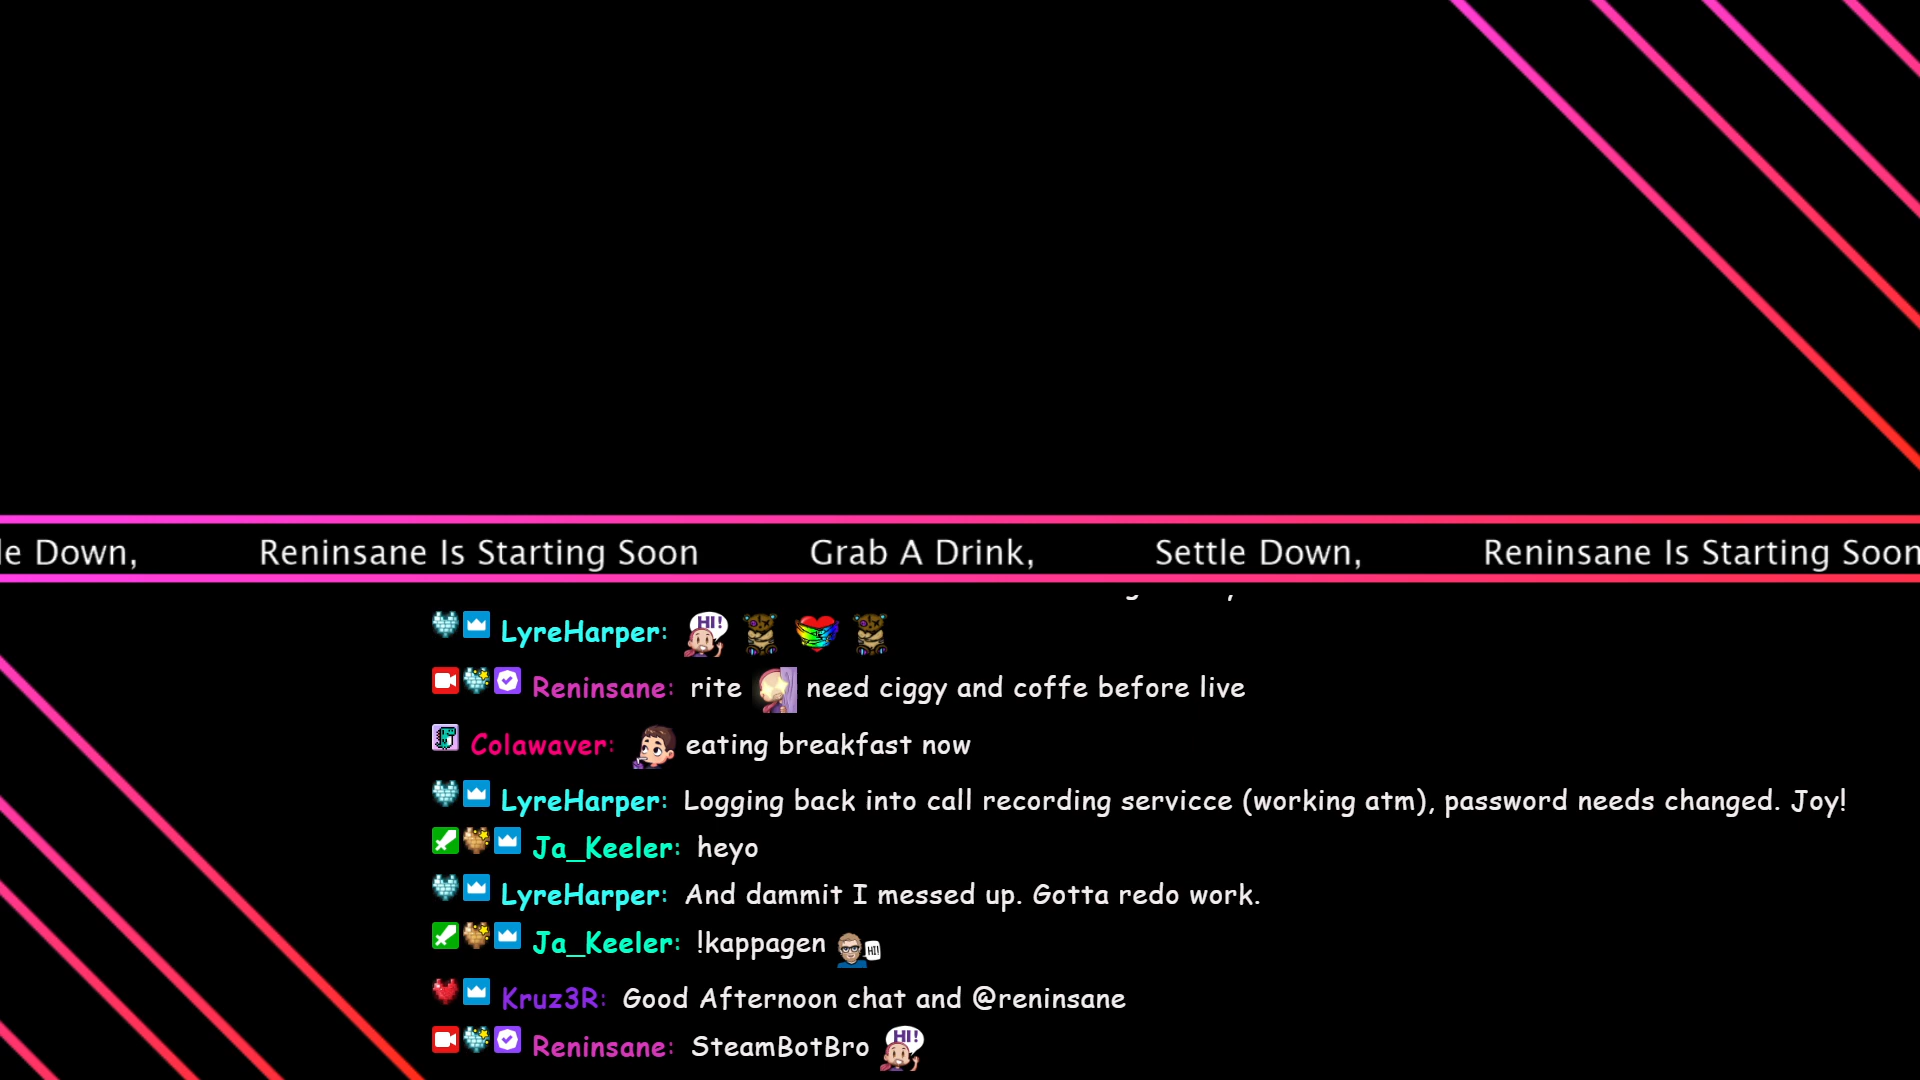 le Down, Reninsane Is Starting Soon Grab A Drink, Settle Down, Reninsane Is Starting Soon
LyreHarper: HI!
Reninsane: rite need ciggy and coffe before live
Colawaver: eating breakfast now
LyreHarper: Logging back into call recording servicce (working atm), password needs changed. Joy!
Ja_Keeler: heyo
LyreHarper: And dammit I messed up. Gotta redo work.
Ja_Keeler: !kappagen HI!
Kruz3R: Good Afternoon chat and @reninsane
Reninsane: SteamBotBro HI!